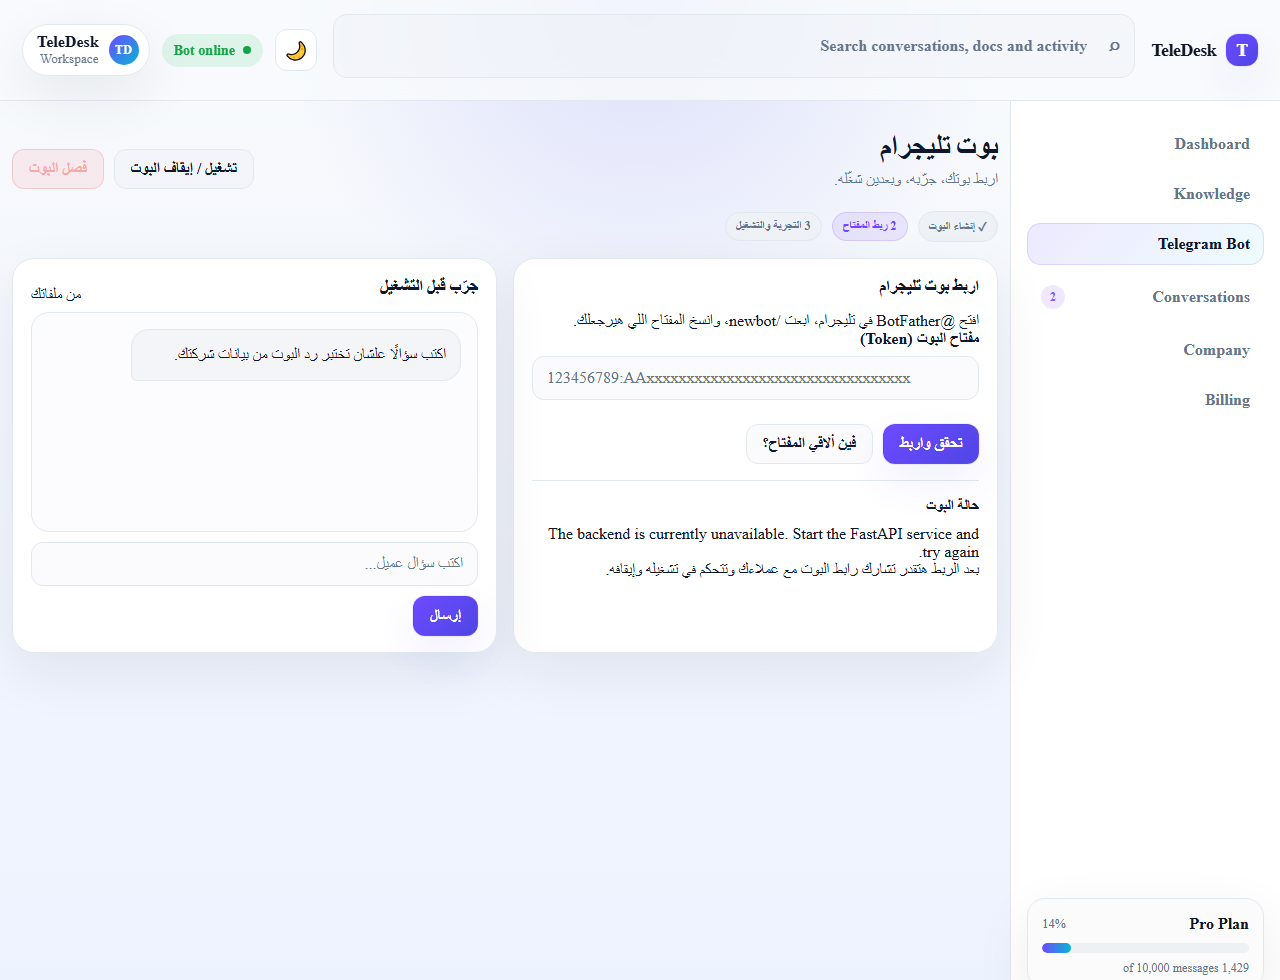 T TeleDesk
Search conversations, docs and activity
Bot online
TD TeleDesk
Workspace
Dashboard
Knowledge
Telegram Bot
Conversations 2
Company
Billing
Pro Plan 14%
of 10,000 messages 1,429
بوت تليجرام
اربط بوتك، جرّبه، وبعدين شغّله.
تشغيل / إيقاف البوت
فصل البوت
✓ إنشاء البوت
2 ربط المفتاح
3 التجربة والتشغيل
اربط بوت تليجرام
افتح @BotFather في تليجرام، ابعت /newbot، وانسخ المفتاح اللي هيرجعلك.
مفتاح البوت (Token)
123456789:AAxxxxxxxxxxxxxxxxxxxxxxxxxxxxxxxxx
تحقق واربط
فين ألاقي المفتاح؟
حالة البوت
The backend is currently unavailable. Start the FastAPI service and
.try again
بعد الربط هتقدر تشارك رابط البوت مع عملاءك وتتحكم في تشغيله وإيقافه.
جرّب قبل التشغيل
من ملفاتك
اكتب سؤالًا علشان تختبر رد البوت من بيانات شركتك.
اكتب سؤال عميل...
إرسال